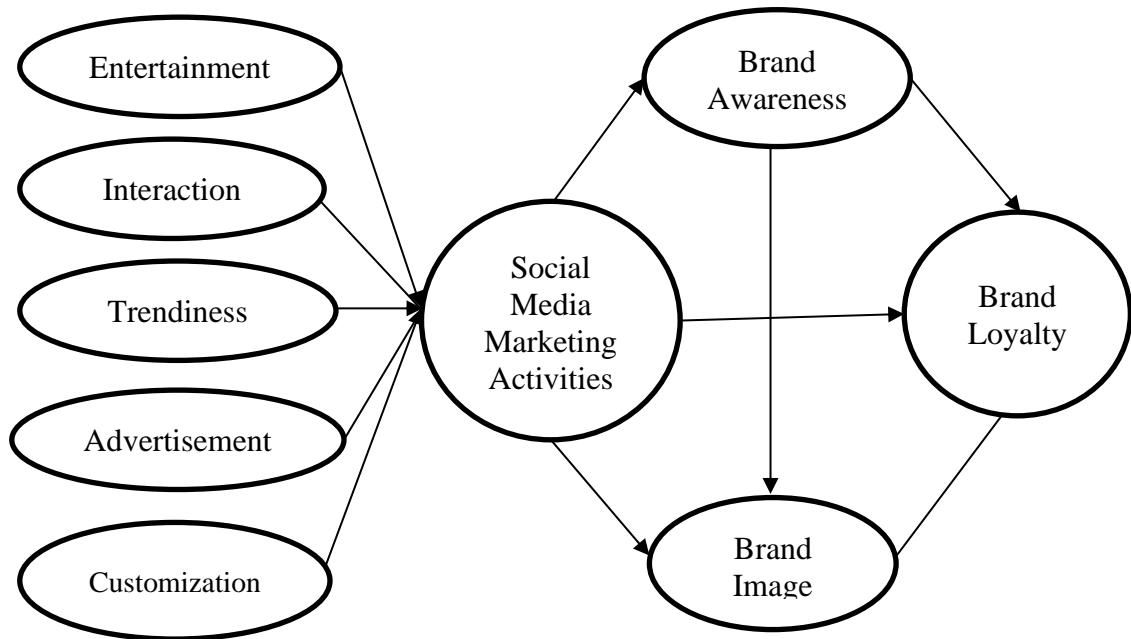 Entertainment
Interaction
Trendiness
Advertisement
Customization
Social
Media
Marketing
Activities
Brand
Awareness
Brand
Image
Brand
Loyalty